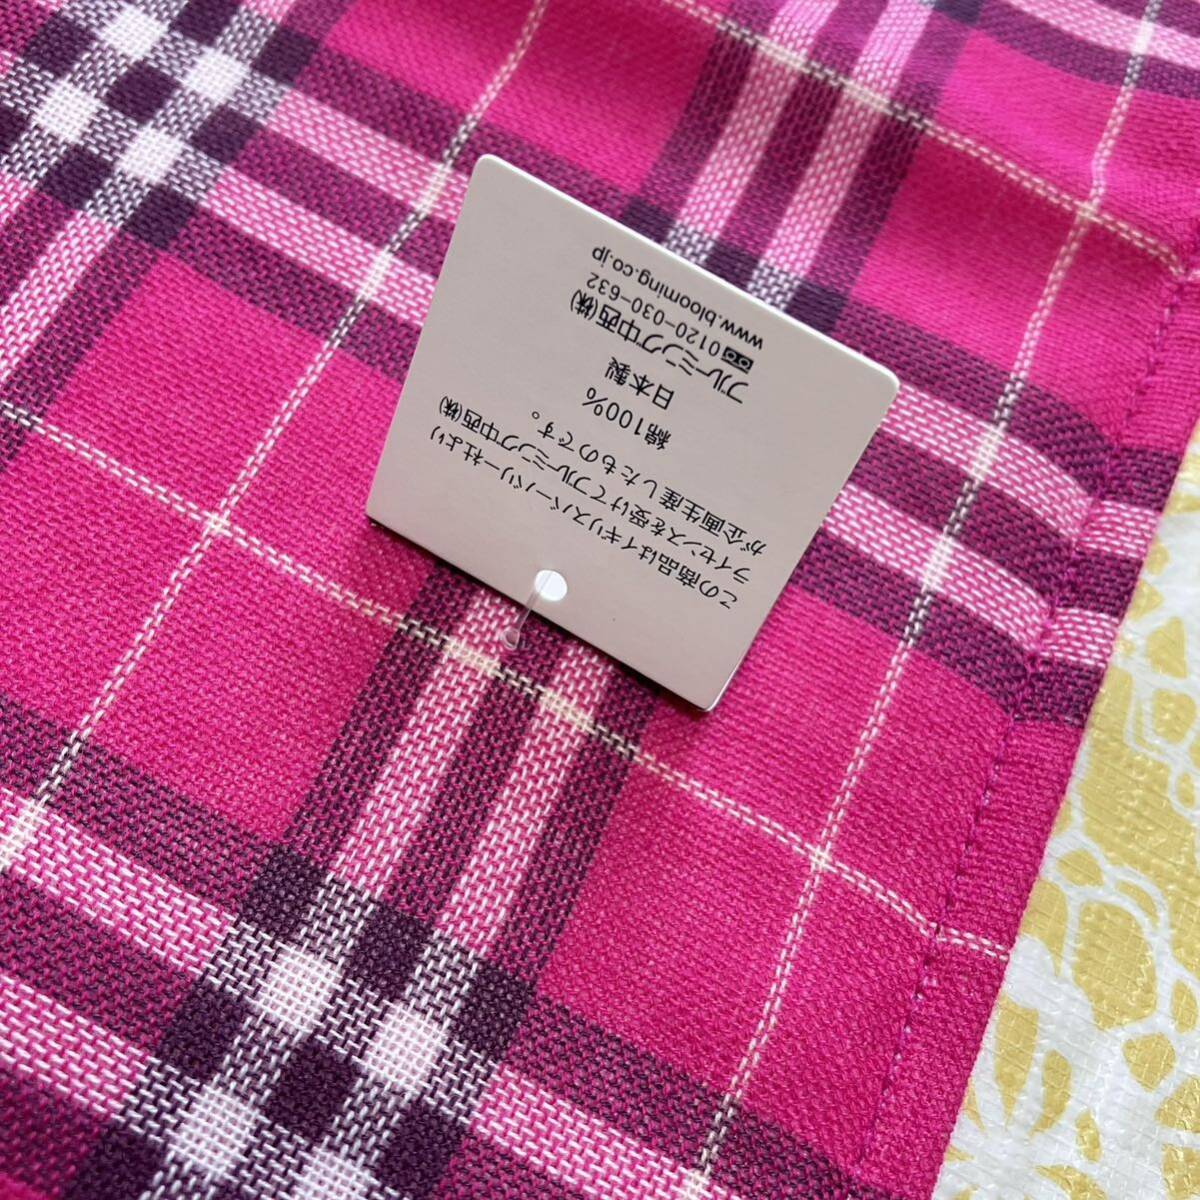 この商品はイギリスバーバリー社より
ライセンスを受けてブルーミング中西㈱
が企画生産したものです。
綿100%
日本製
ブルーミング中西㈱
0120-030-632
www.blooming.co.jp